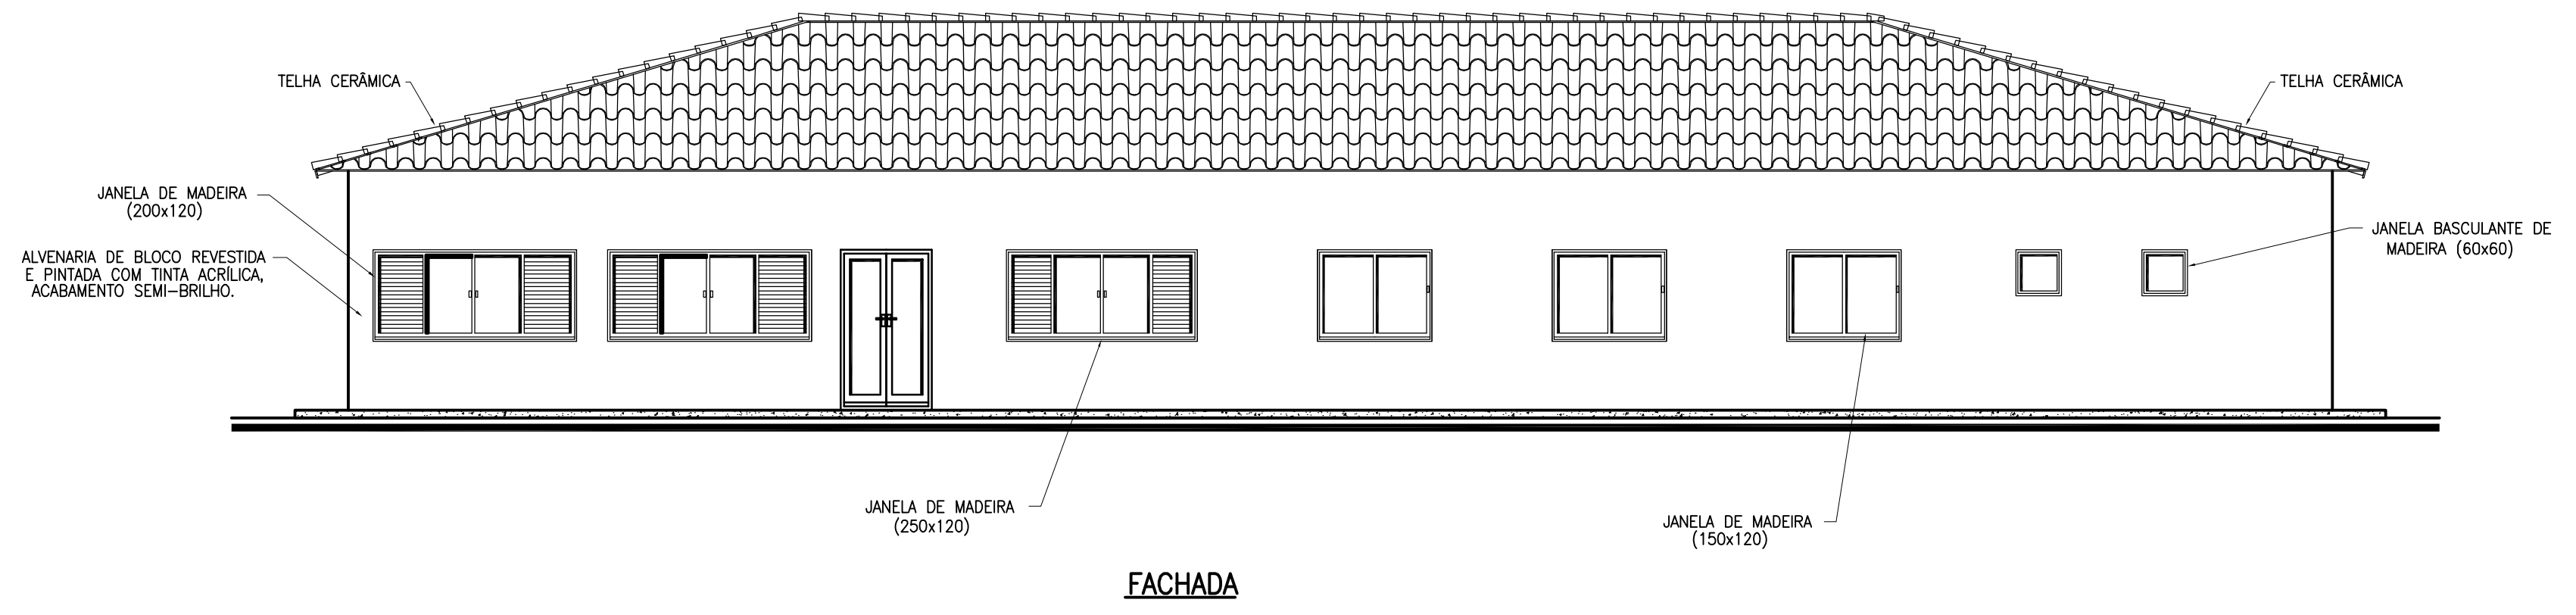 TELHA CERÂMICA
TELHA CERÂMICA
JANELA DE MADEIRA
(200x120)
JANELA BASCULANTE DE
MADEIRA (60x60)
ALVENARIA DE BLOCO REVESTIDA
E PINTADA COM TINTA ACRÍLICA,
ACABAMENTO SEMI-BRILHO.
JANELA DE MADEIRA
(250x120)
JANELA DE MADEIRA
(150x120)
FACHADA